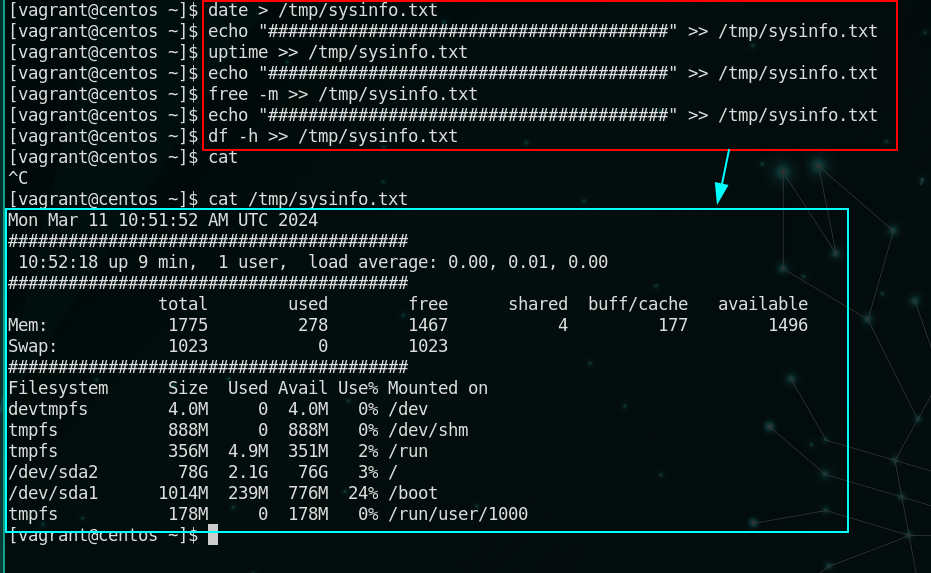 [vagrant@centos ~]$ date > /tmp/sysinfo.txt
[vagrant@centos ~]$ echo "########################################" >> /tmp/sysinfo.txt
[vagrant@centos ~]$ uptime >> /tmp/sysinfo.txt
[vagrant@centos ~]$ echo "########################################" >> /tmp/sysinfo.txt
[vagrant@centos ~]$ free -m >> /tmp/sysinfo.txt
[vagrant@centos ~]$ echo "########################################" >> /tmp/sysinfo.txt
[vagrant@centos ~]$ df -h >> /tmp/sysinfo.txt
[vagrant@centos ~]$ cat
^C
[vagrant@centos ~]$ cat /tmp/sysinfo.txt
Mon Mar 11 10:51:52 AM UTC 2024
########################################
 10:52:18 up 9 min,  1 user,  load average: 0.00, 0.01, 0.00
########################################
               total        used        free      shared  buff/cache   available
Mem:            1775         278        1467           4         177        1496
Swap:           1023           0        1023
########################################
Filesystem      Size  Used Avail Use% Mounted on
devtmpfs        4.0M     0  4.0M   0% /dev
tmpfs           888M     0  888M   0% /dev/shm
tmpfs           356M  4.9M  351M   2% /run
/dev/sda2        78G  2.1G   76G   3% /
/dev/sda1      1014M  239M  776M  24% /boot
tmpfs           178M     0  178M   0% /run/user/1000
[vagrant@centos ~]$